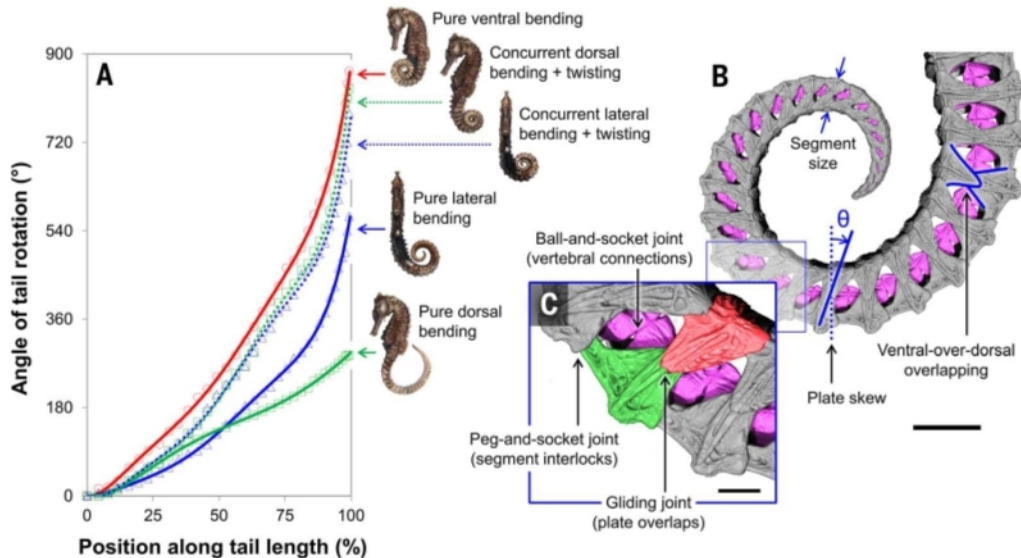 A
900
720
540
360
180
0
0
25
50
75
100
Angle of tail rotation (°)
Position along tail length (%)
Pure ventral bending
Concurrent dorsal
bending + twisting
Concurrent lateral
bending + twisting
Pure lateral
bending
Pure dorsal
bending
B
Segment
size
θ
Ventral-over-dorsal
overlapping
Plate skew
C
Ball-and-socket joint
(vertebral connections)
Peg-and-socket joint
(segment interlocks)
Gliding joint
(plate overlaps)